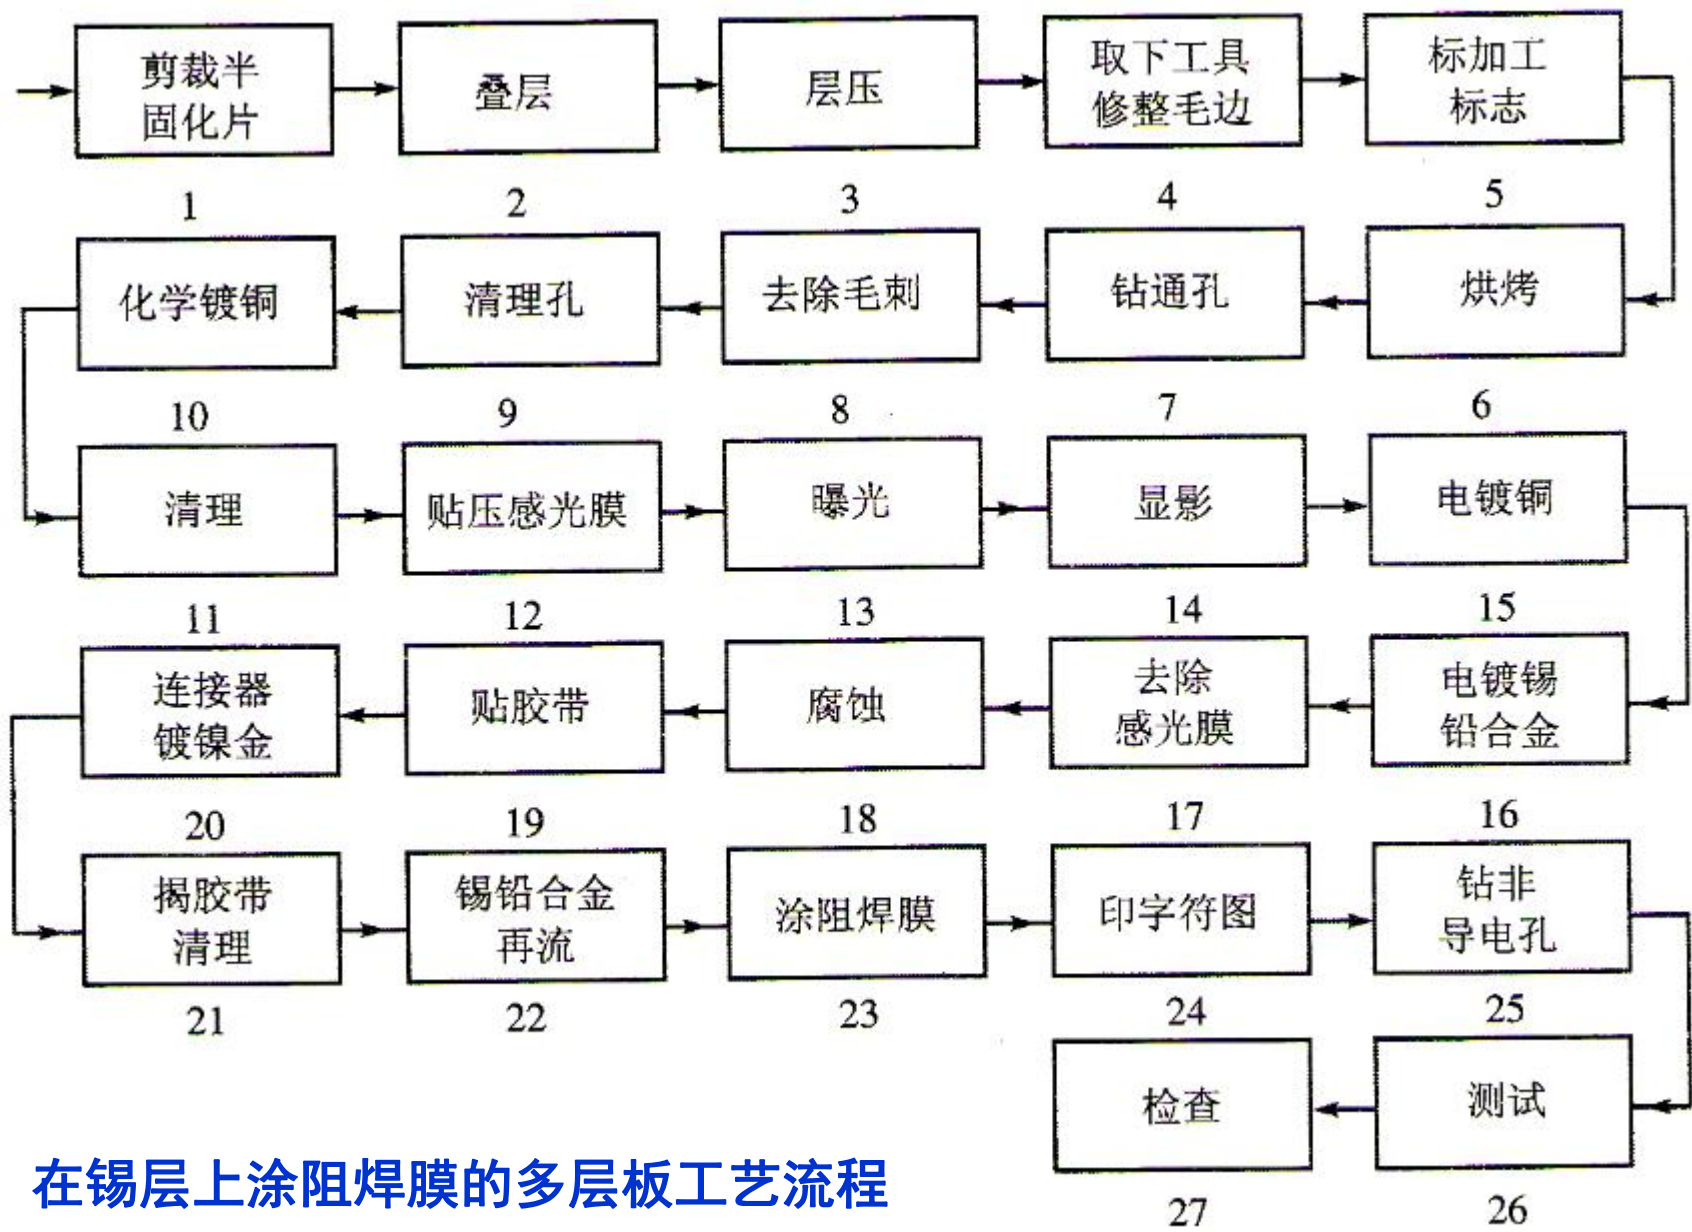 剪裁半
固化片
叠层
层压
取下工具
修整毛边
标加工
标志
1
2
3
4
5
化学镀铜
清理孔
去除毛刺
钻通孔
烘烤
10
9
8
7
6
清理
贴压感光膜
曝光
显影
电镀铜
11
12
13
14
15
连接器
镀镍金
贴胶带
腐蚀
去除
感光膜
电镀锡
铅合金
20
19
18
17
16
揭胶带
清理
锡铅合金
再流
涂阻焊膜
印字符图
钻非
导电孔
21
22
23
24
25
检查
测试
27
26
在锡层上涂阻焊膜的多层板工艺流程